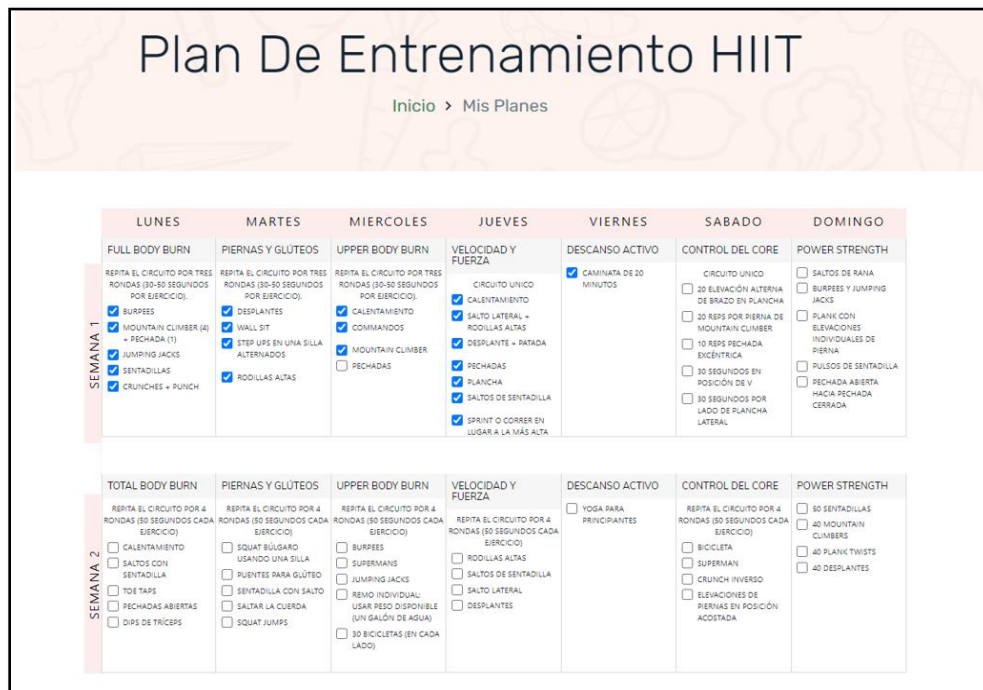 Plan De Entrenamiento HIIT
Inicio > Mis Planes
LUNES
MARTES
MIERCOLES
JUEVES
VIERNES
SABADO
DOMINGO
SEMANA 1
FULL BODY BURN
REPITA EL CIRCUITO POR TRES
RONDAS (30-50 SEGUNDOS
POR EJERCICIO).
BURPEES
MOUNTAIN CLIMBER (4)
+ PECHADA (1)
JUMPING JACKS
SENTADILLAS
CRUNCHES + PUNCH
PIERNAS Y GLÚTEOS
REPITA EL CIRCUITO POR TRES
RONDAS (30-50 SEGUNDOS
POR EJERCICIO).
DESPLANTES
WALL SIT
STEP UPS EN UNA SILLA
ALTERNADOS
RODILLAS ALTAS
UPPER BODY BURN
REPITA EL CIRCUITO POR TRES
RONDAS (30-50 SEGUNDOS
POR EJERCICIO).
CALENTAMIENTO
COMMANDOS
MOUNTAIN CLIMBER
PECHADAS
VELOCIDAD Y
FUERZA
CIRCUITO UNICO
CALENTAMIENTO
SALTO LATERAL +
RODILLAS ALTAS
DESPLANTE + PATADA
PECHADAS
PLANCHA
SALTOS DE SENTADILLA
SPRINT O CORRER EN
LUGAR A LA MÁS ALTA
DESCANSO ACTIVO
CAMINATA DE 20
MINUTOS
CONTROL DEL CORE
CIRCUITO UNICO
20 ELEVACIÓN ALTERNA
DE BRAZO EN PLANCHA
20 REPS POR PIERNA DE
MOUNTAIN CLIMBER
10 REPS PECHADA
EXCÉNTRICA
30 SEGUNDOS EN
POSICIÓN DE V
30 SEGUNDOS POR
LADO DE PLANCHA
LATERAL
POWER STRENGTH
SALTOS DE RANA
BURPEES Y JUMPING
JACKS
PLANK CON
ELEVACIONES
INDIVIDUALES DE
PIERNA
PULSOS DE SENTADILLA
PECHADA ABIERTA
HACIA PECHADA
CERRADA
SEMANA 2
TOTAL BODY BURN
REPITA EL CIRCUITO POR 4
RONDAS (50 SEGUNDOS CADA
EJERCICIO)
CALENTAMIENTO
SALTOS CON
SENTADILLA
TOE TAPS
PECHADAS ABIERTAS
DIPS DE TRÍCEPS
PIERNAS Y GLÚTEOS
REPITA EL CIRCUITO POR 4
RONDAS (50 SEGUNDOS CADA
EJERCICIO)
SQUAT BÚLGARO
USANDO UNA SILLA
PUENTES PARA GLÚTEO
SENTADILLA CON SALTO
SALTAR LA CUERDA
SQUAT JUMPS
UPPER BODY BURN
REPITA EL CIRCUITO POR 4
RONDAS (50 SEGUNDOS CADA
EJERCICIO)
BURPEES
SUPERMANS
JUMPING JACKS
REMO INDIVIDUAL:
USAR PESO DISPONIBLE
(UN GALÓN DE AGUA)
30 BICICLETAS (EN CADA
LADO)
VELOCIDAD Y
FUERZA
REPITA EL CIRCUITO POR 4
RONDAS (50 SEGUNDOS CADA
EJERCICIO)
RODILLAS ALTAS
SALTOS DE SENTADILLA
SALTO LATERAL
DESPLANTES
DESCANSO ACTIVO
YOGA PARA
PRINCIPIANTES
CONTROL DEL CORE
REPITA EL CIRCUITO POR 4
RONDAS (50 SEGUNDOS CADA
EJERCICIO)
BICICLETA
SUPERMAN
CRUNCH INVERSO
ELEVACIONES DE
PIERNAS EN POSICIÓN
ACOSTADA
POWER STRENGTH
50 SENTADILLAS
40 MOUNTAIN
CLIMBERS
40 PLANK TWISTS
40 DESPLANTES